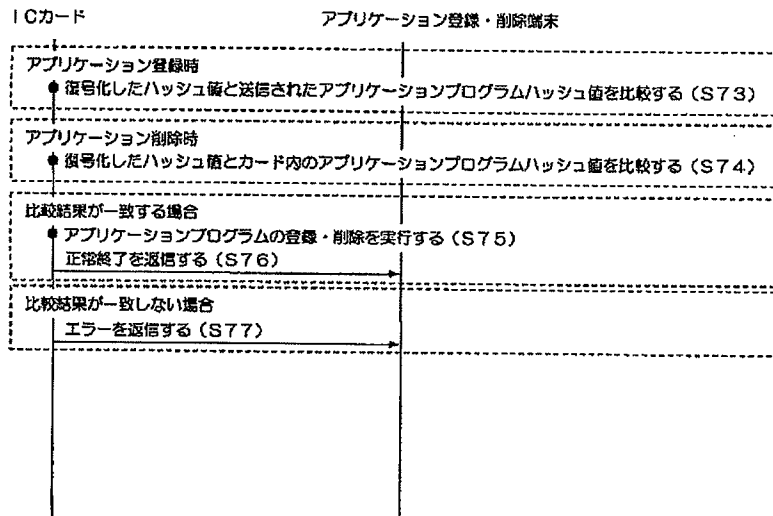 ICカード
アプリケーション登録・削除端末
アプリケーション登録時
復号化したハッシュ値と送信されたアプリケーションプログラムハッシュ値を比較する(S73)
アプリケーション削除時
復号化したハッシュ値とカード内のアプリケーションプログラムハッシュ値を比較する(S74)
比較結果が一致する場合
アプリケーションプログラムの登録・削除を実行する(S75)
正常終了を返信する(S76)
比較結果が一致しない場合
エラーを返信する(S77)